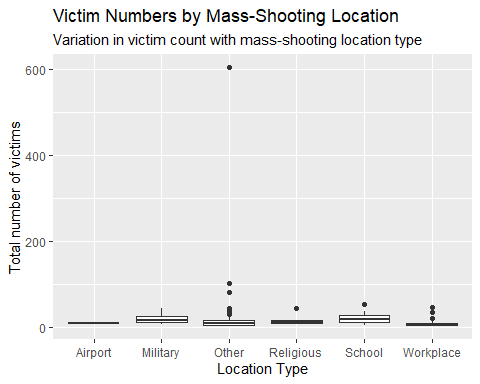 Victim Numbers by Mass-Shooting Location
Variation in victim count with mass-shooting location type
Total number of victims
600
400
200
0
Airport Military Other Religious School Workplace
Location Type